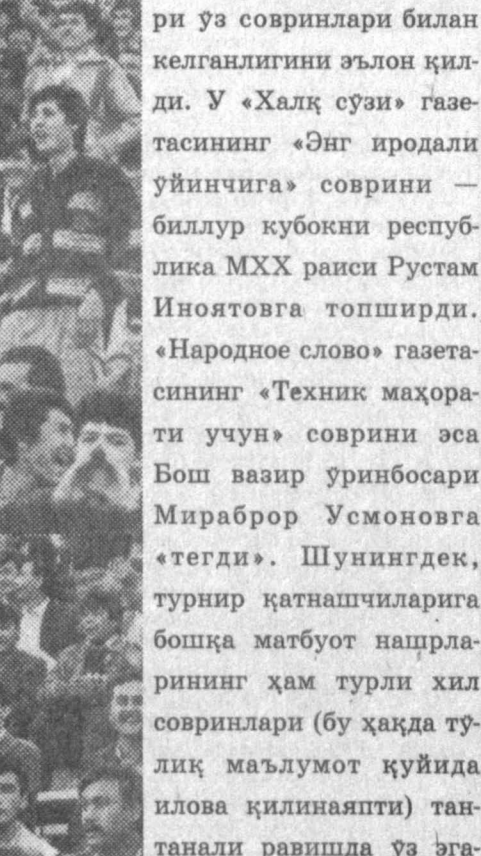 ри ўз совринлари билан
келганлигини эълон қил-
ди. У «Халқ сўзи» газе-
тасининг «Энг иродали
ўйинчига» соврини —
биллур кубокни респуб-
лика МХХ раиси Рустам
Иноятовга топширди.
«Народное слово» газета-
сининг «Техник маҳора-
ти учун» соврини эса
Бош вазир ўринбосари
Мираброр Усмоновга
«тегди». Шунингдек,
турнир қатнашчиларига
бошқа матбуот нашрла-
рининг ҳам турли хил
совринлари (бу ҳақда тў-
лиқ маълумот қуйида
илова қилинаяпти) тан-
танали равишда ўз эга-